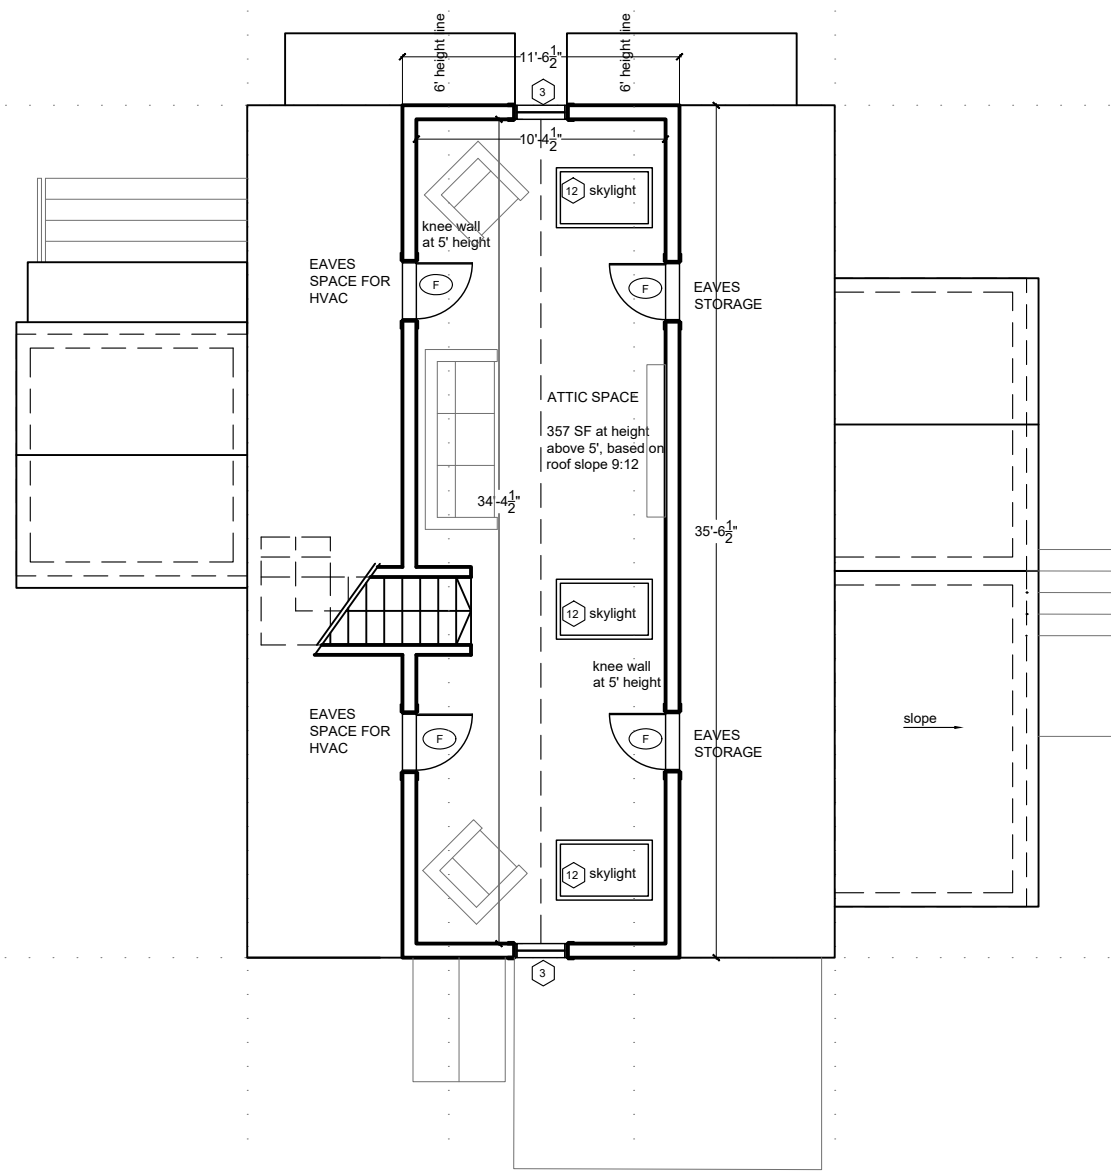 6' height line
6' height line
11'-6 1/2"
3
10'-4 1/2"
12
skylight
knee wall
at 5' height
EAVES
SPACE FOR
HVAC
F
F
EAVES
STORAGE
ATTIC SPACE
357 SF at height
above 5', based on
roof slope 9:12
34'-4 1/2"
35'-6 1/2"
12
skylight
knee wall
at 5' height
EAVES
SPACE FOR
HVAC
F
F
EAVES
STORAGE
slope
12
skylight
3